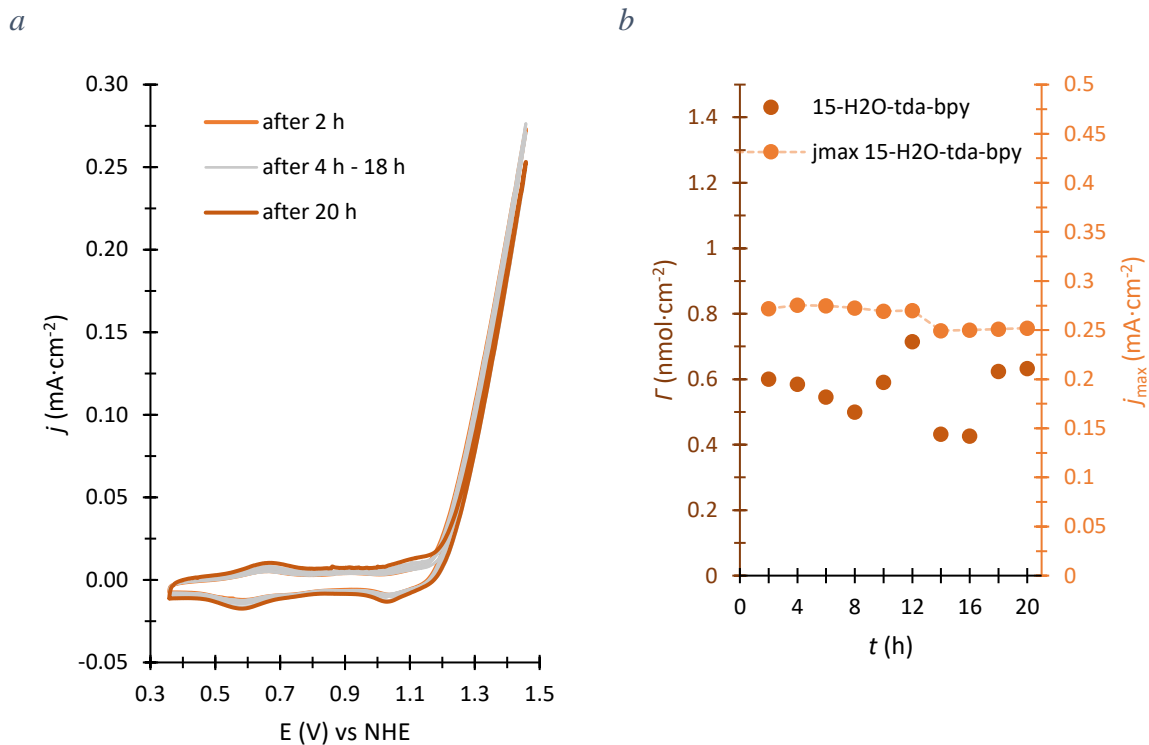 a
0.30
0.25
0.20
0.15
0.10
0.05
0.00
-0.05
j (mA·cm⁻²)
after 2 h
after 4 h - 18 h
after 20 h
0.3 0.5 0.7 0.9 1.1 1.3 1.5
E (V) vs NHE
b
1.4
1.2
1
0.8
0.6
0.4
0.2
0
Γ (nmol·cm⁻²)
15-H2O-tda-bpy
jmax 15-H2O-tda-bpy
0.5
0.45
0.4
0.35
0.3
0.25
0.2
0.15
0.1
0.05
0
jmax (mA·cm⁻²)
0 4 8 12 16 20
t (h)